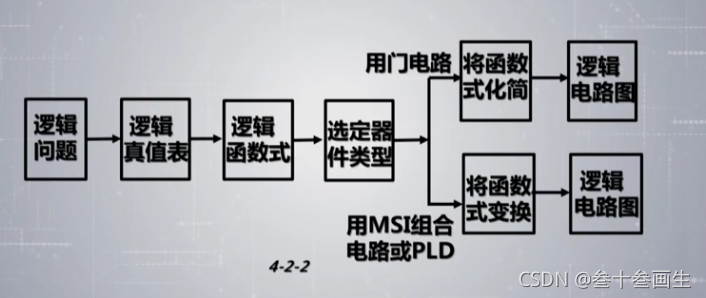 用门电路
将函数
式化简
逻辑
电路图
逻辑
问题
逻辑
真值表
逻辑
函数式
选定器
件类型
用MSI组合
电路或PLD
将函数
式变换
逻辑
电路图
4-2-2
CSDN @叁十叁画生